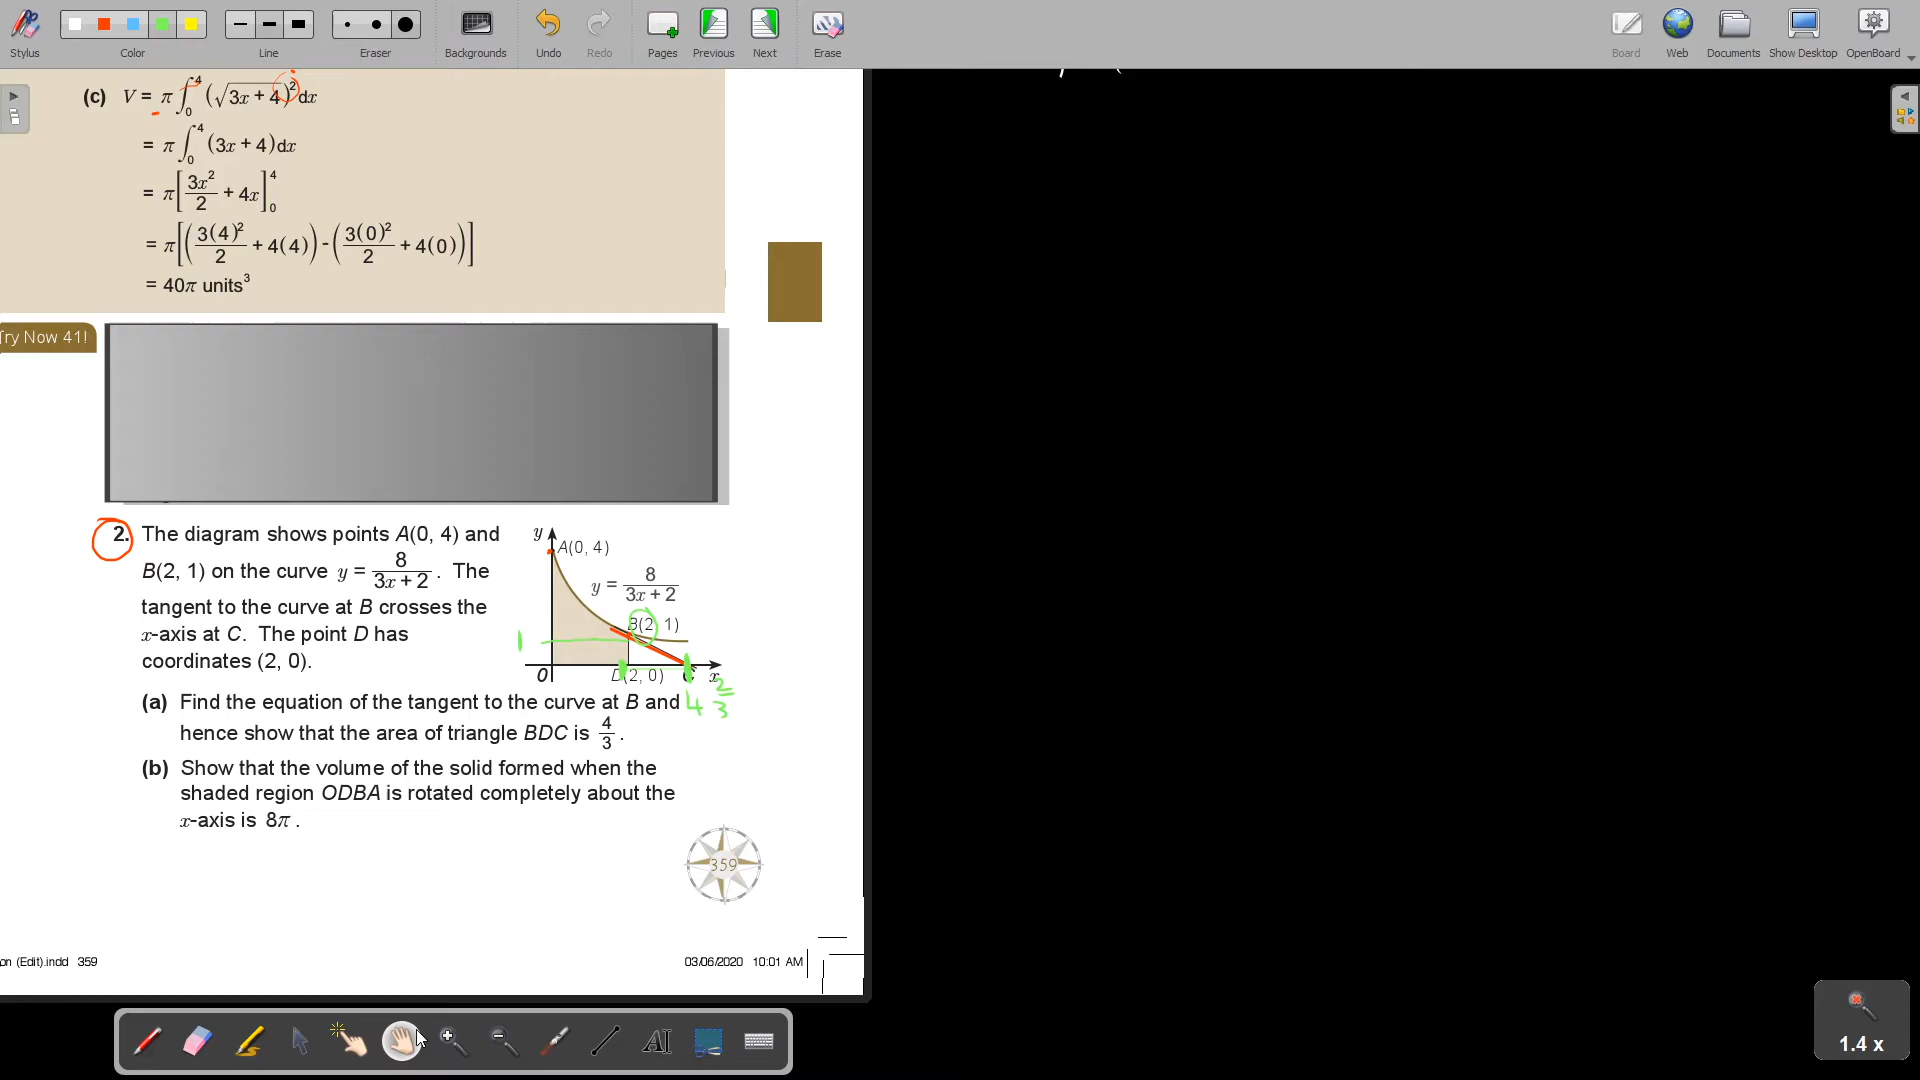 Stylus Color Line Eraser Backgrounds Undo Redo Pages Previous Next Erase Board Web Documents Show Desktop OpenBoard
(c) V = π ∫₀⁴ (√3x + 4)² dx
= π ∫₀⁴ (3x + 4) dx
= π [3x²/2 + 4x]₀⁴
= π [(3(4)²/2 + 4(4)) - (3(0)²/2 + 4(0))]
= 40π units³
Try Now 41!
2. The diagram shows points A(0, 4) and
B(2, 1) on the curve y = 8/(3x + 2). The
tangent to the curve at B crosses the
x-axis at C. The point D has
coordinates (2, 0).
y
A(0, 4)
y = 8/(3x + 2)
B(2 1)
1
O D(2, 0) C x
4 2/3
(a) Find the equation of the tangent to the curve at B and
hence show that the area of triangle BDC is 4/3.
(b) Show that the volume of the solid formed when the
shaded region ODBA is rotated completely about the
x-axis is 8π.
359
on (Edit).indd 359
03/06/2020 10:01 AM
AI
1.4 x